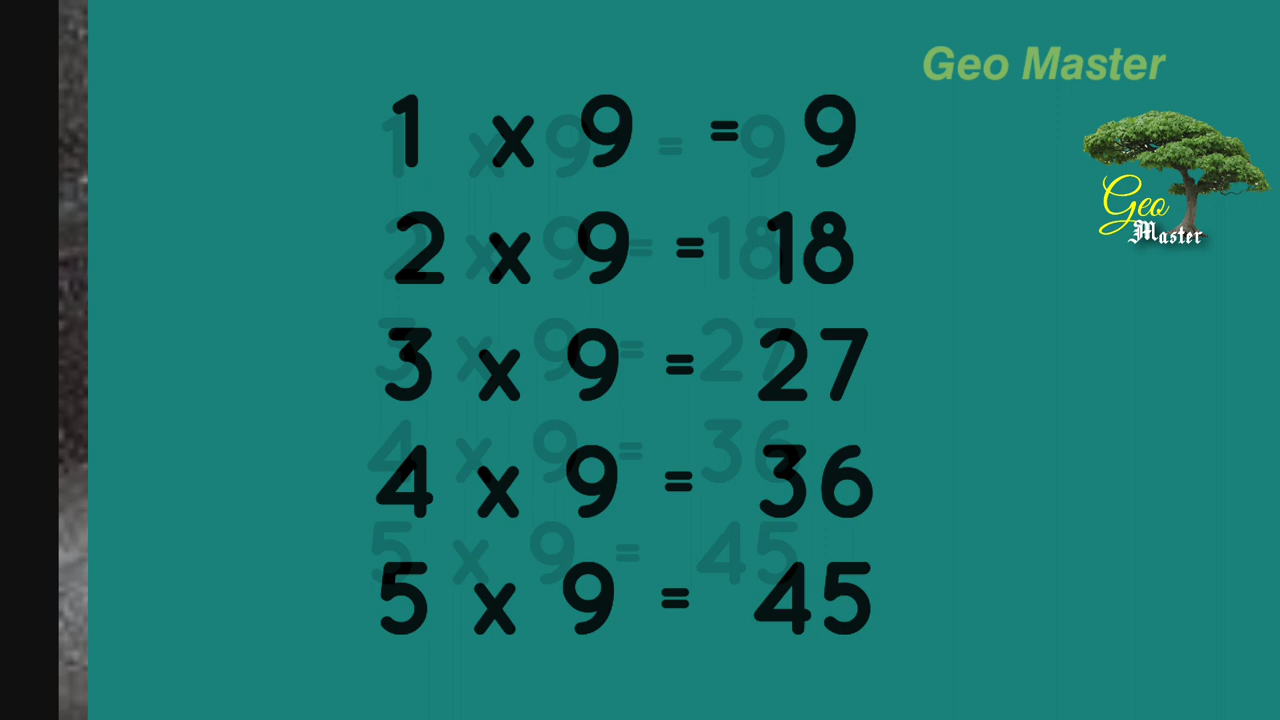 Geo Master
1 x 9 = 9
Geo
Master
2 x 9 = 18
3 x 9 = 27
4 x 9 = 36
5 x 9 = 45